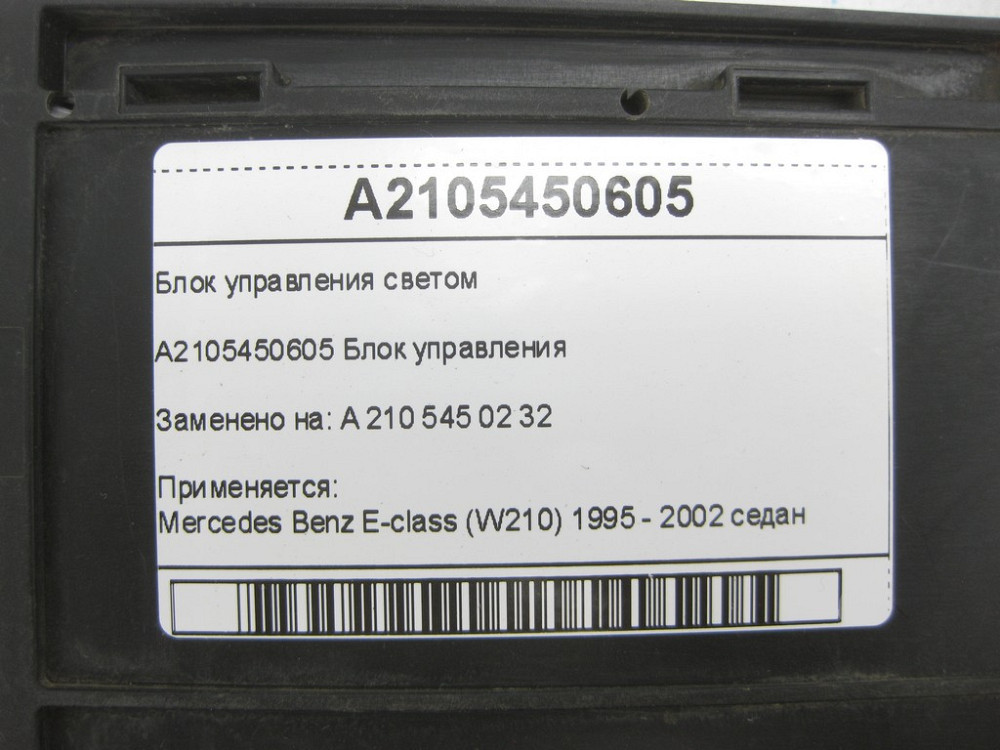 A2105450605
Блок управления светом
A2105450605 Блок управления
Заменено на: A 210 545 02 32
Применяется:
Mercedes Benz E-class (W210) 1995 - 2002 седан